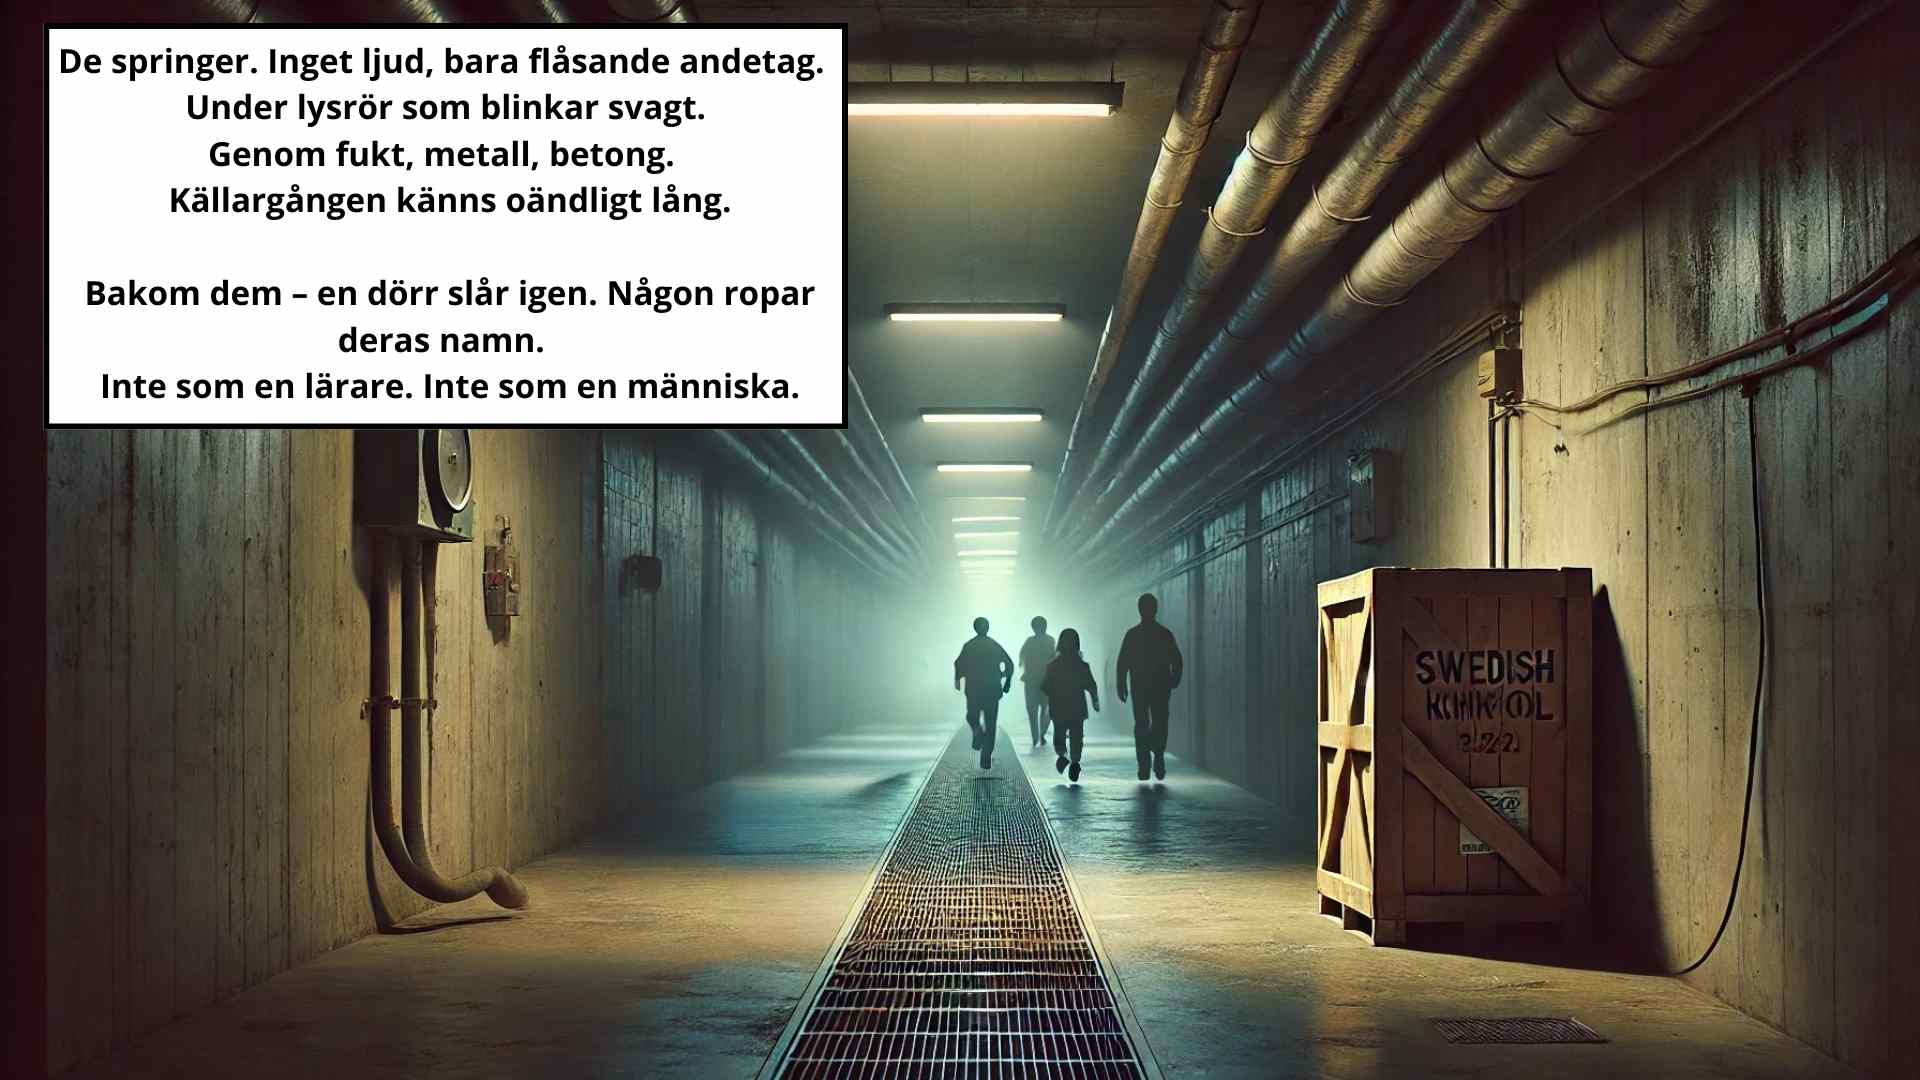 De springer. Inget ljud, bara flåsande andetag.
Under lysrör som blinkar svagt.
Genom fukt, metall, betong.
Källargången känns oändligt lång.
Bakom dem – en dörr slår igen. Någon ropar
deras namn.
Inte som en lärare. Inte som en människa.
SWEDISH